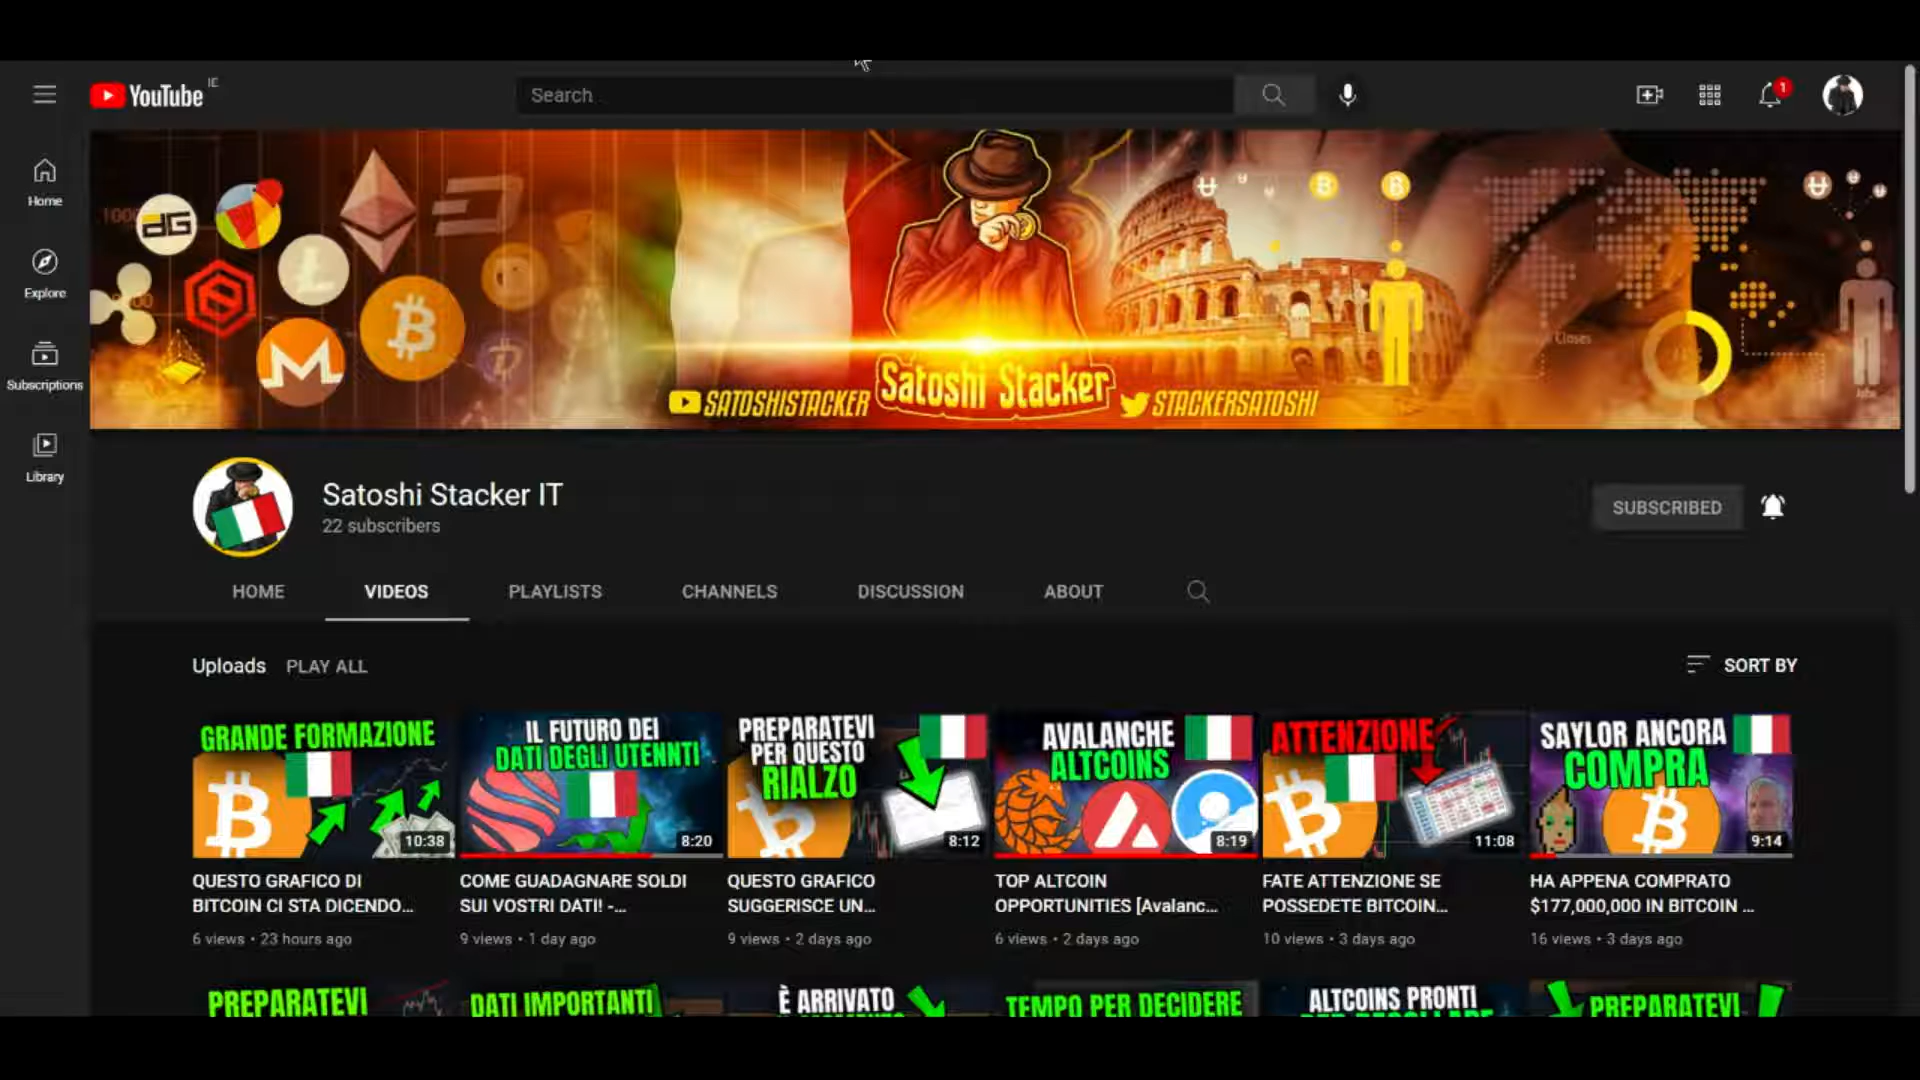 YouTube IE
Search
1
Home
Explore
Subscriptions
Library
SATOSHISTACKER
Satoshi Stacker
STACKERSATOSHI
Closes
Satoshi Stacker IT
22 subscribers
SUBSCRIBED
HOME
VIDEOS
PLAYLISTS
CHANNELS
DISCUSSION
ABOUT
Uploads
PLAY ALL
SORT BY
GRANDE FORMAZIONE
10:38
QUESTO GRAFICO DI
BITCOIN CI STA DICENDO...
6 views • 23 hours ago
IL FUTURO DEI
DATI DEGLI UTENNTI
8:20
COME GUADAGNARE SOLDI
SUI VOSTRI DATI! -...
9 views • 1 day ago
PREPARATEVI
PER QUESTO
RIALZO
8:12
QUESTO GRAFICO
SUGGERISCE UN...
9 views • 2 days ago
AVALANCHE
ALTCOINS
8:19
TOP ALTCOIN
OPPORTUNITIES [Avalanc...
6 views • 2 days ago
ATTENZIONE
11:08
FATE ATTENZIONE SE
POSSEDETE BITCOIN...
10 views • 3 days ago
SAYLOR ANCORA
COMPRA
9:14
HA APPENA COMPRATO
$177,000,000 IN BITCOIN ...
16 views • 3 days ago
PREPARATEVI
DATI IMPORTANTI
È ARRIVATO
TEMPO PER DECIDERE
ALTCOINS PRONTI
PREPARATEVI